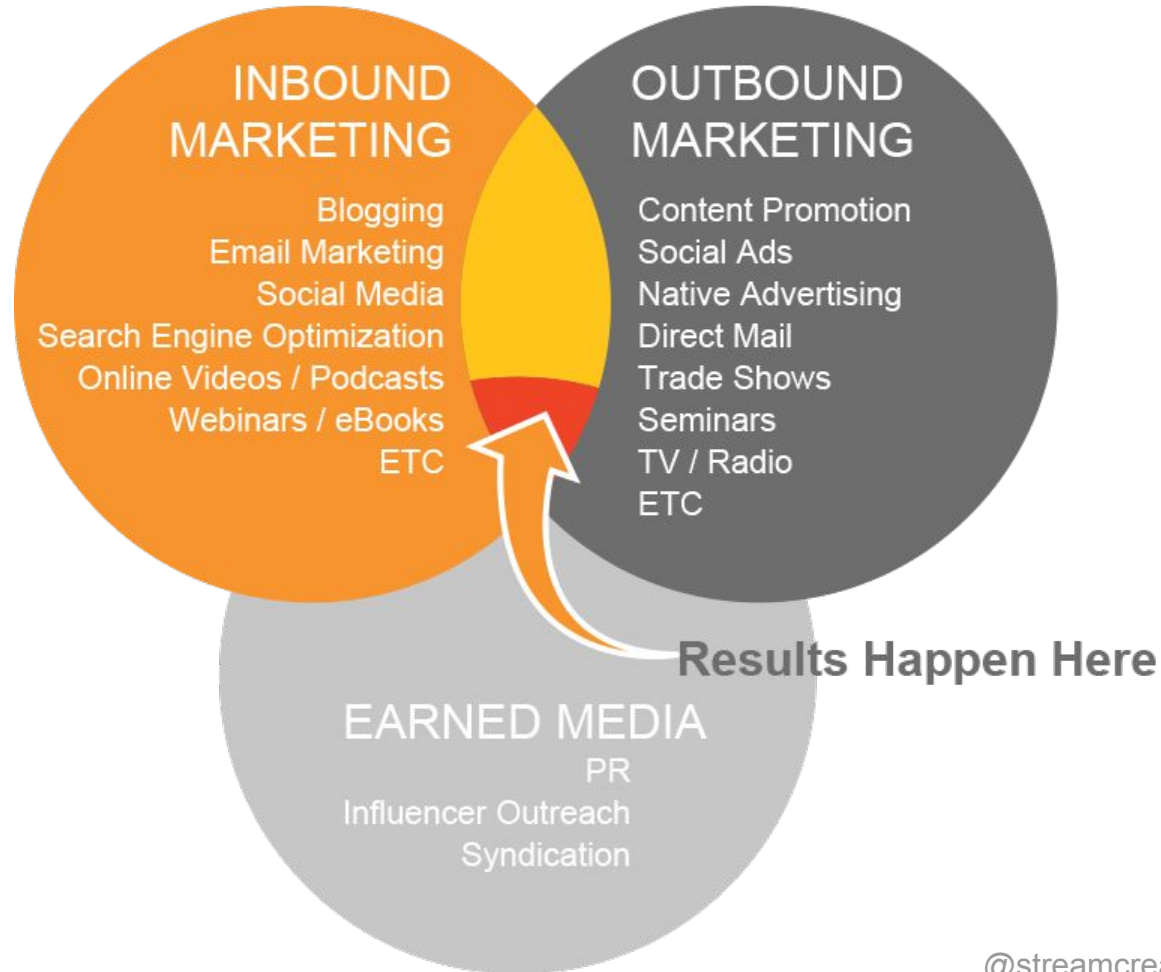 INBOUND
MARKETING
Blogging
Email Marketing
Social Media
Search Engine Optimization
Online Videos / Podcasts
Webinars / eBooks
ETC
OUTBOUND
MARKETING
Content Promotion
Social Ads
Native Advertising
Direct Mail
Trade Shows
Seminars
TV / Radio
ETC
Results Happen Here
EARNED MEDIA
PR
Influencer Outreach
Syndication